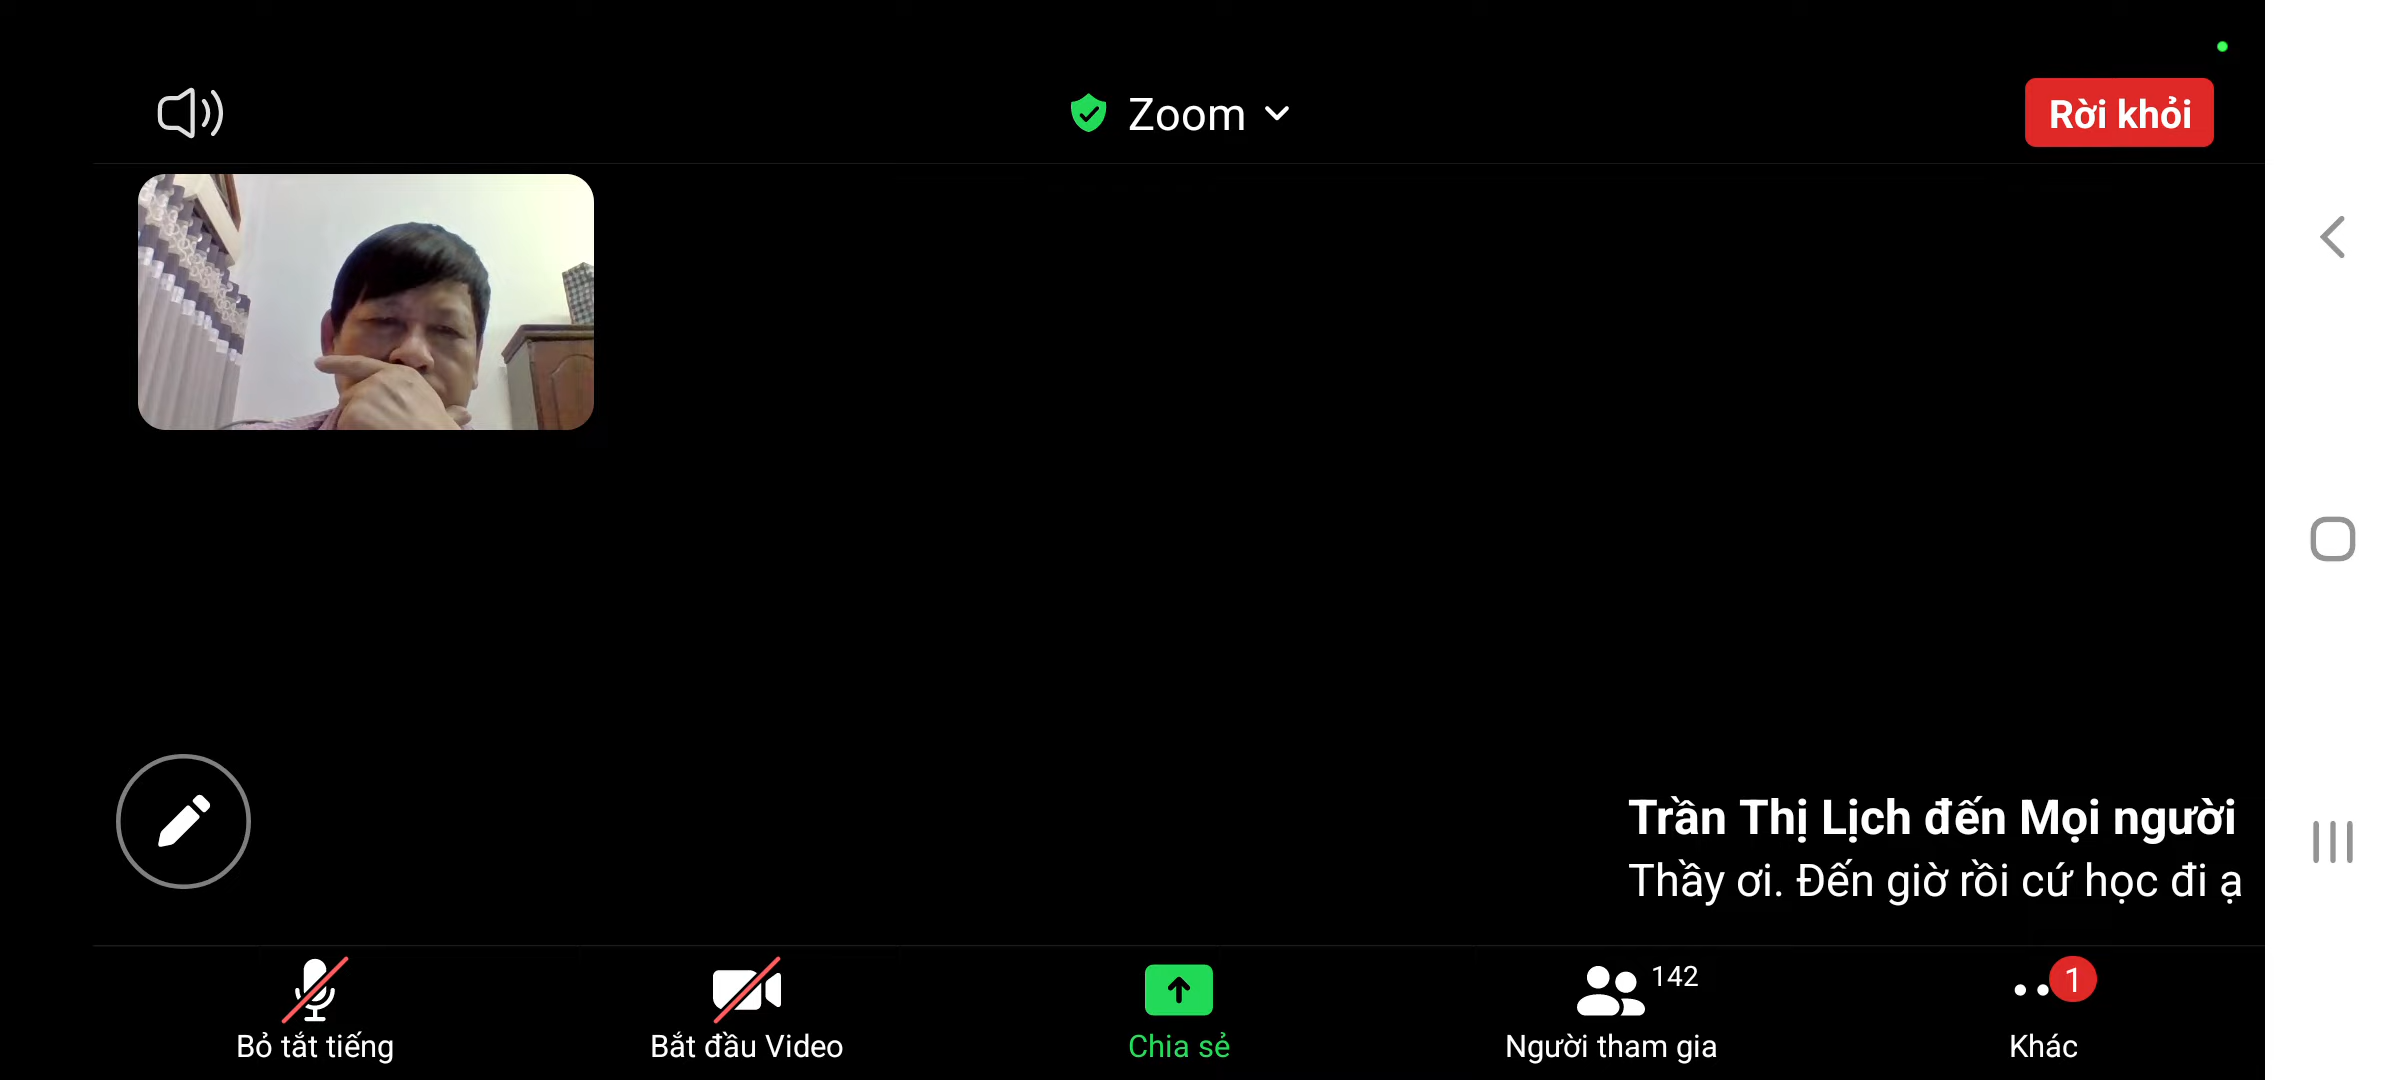 Zoom
Rời khỏi
Trần Thị Lịch đến Mọi người
Thầy ơi. Đến giờ rồi cứ học đi ạ
Bỏ tắt tiếng
Bắt đầu Video
Chia sẻ
142
Người tham gia
1
Khác